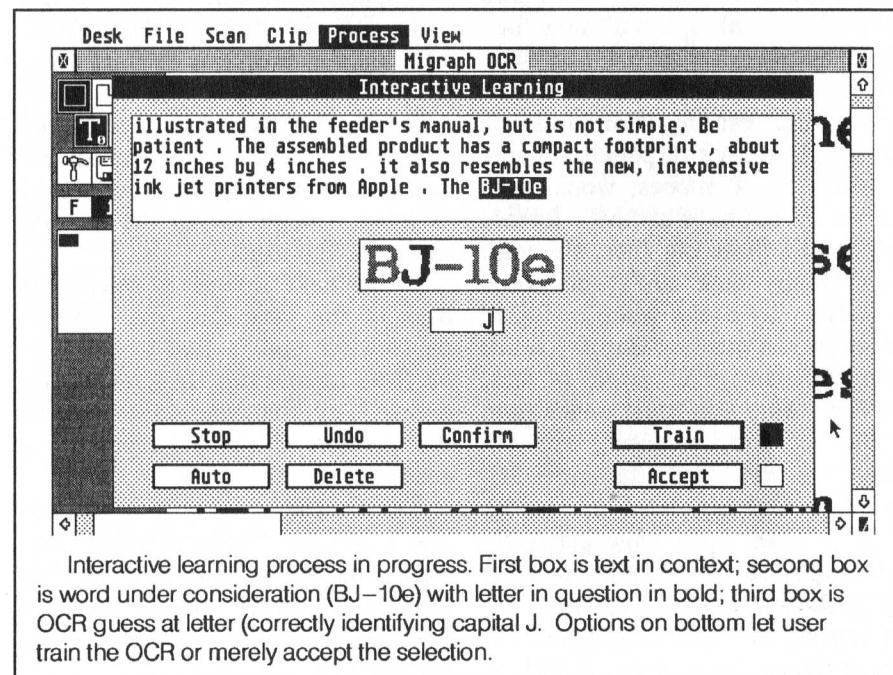 Desk File Scan Clip Process View
Migraph OCR
Interactive Learning
illustrated in the feeder's manual, but is not simple. Be
patient . The assembled product has a compact footprint , about
12 inches by 4 inches . it also resembles the new, inexpensive
ink jet printers from Apple . The BJ-10e
F
BJ-10e
J
Stop Undo Confirm Train
Auto Delete Accept
Interactive learning process in progress. First box is text in context; second box
is word under consideration (BJ–10e) with letter in question in bold; third box is
OCR guess at letter (correctly identifying capital J. Options on bottom let user
train the OCR or merely accept the selection.